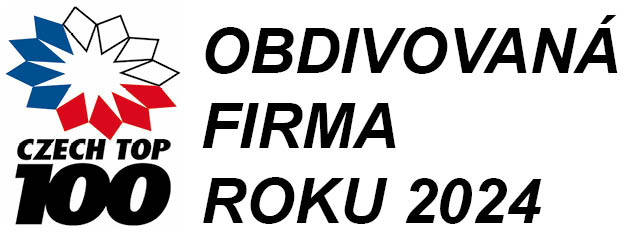 CZECH TOP
100
OBDIVOVANÁ
FIRMA
ROKU 2024